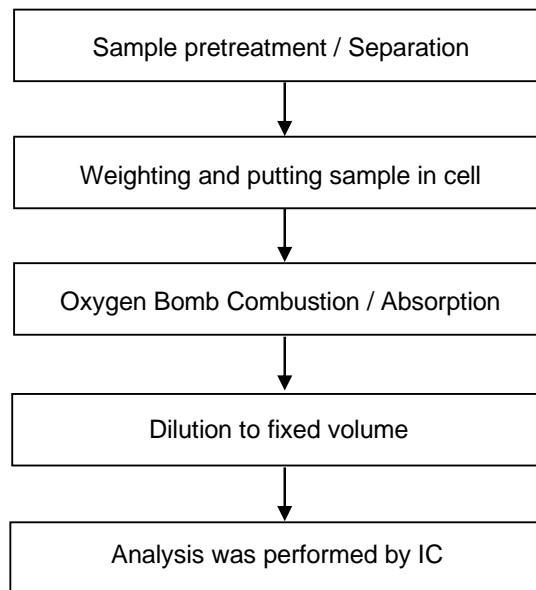 Sample pretreatment / Separation
Weighting and putting sample in cell
Oxygen Bomb Combustion / Absorption
Dilution to fixed volume
Analysis was performed by IC